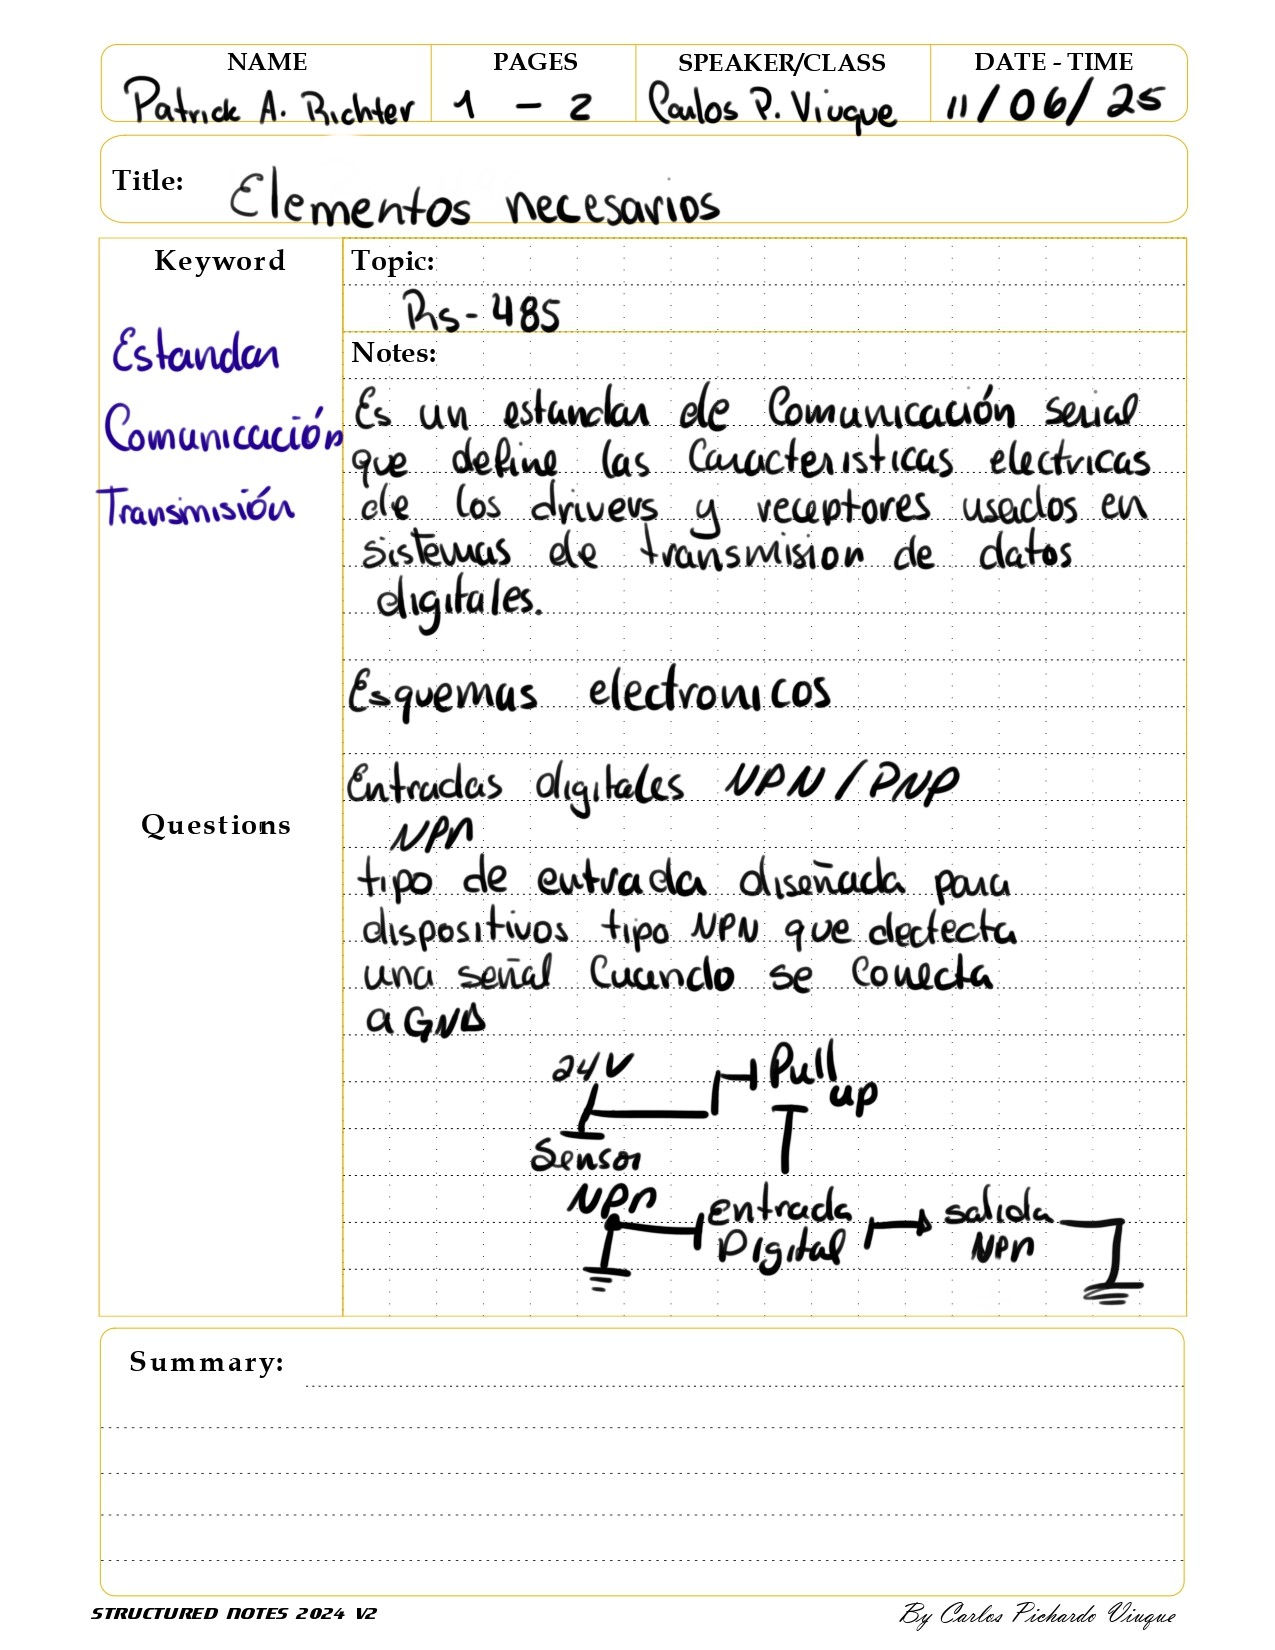 NAME PAGES SPEAKER/CLASS DATE - TIME
Patrick A. Richter 1 - 2 Carlos P. Viuque 11/06/25
Title: Elementos necesarios
Keyword
Estandar
Comunicación
Transmisión
Questions
Topic:
Rs-485
Notes:
Es un estandar de Comunicación serial
que define las Caracteristicas electricas
de los drivers y receptores usados en
sistemas de transmision de datos
digitales.
Esquemas electronicos
Entradas digitales NPN / PNP
NPN
tipo de entrada diseñada para
dispositivos tipo NPN que dectecta
una señal Cuando se Conecta
a GND
24V Pull
up
Sensor
NPN entrada salida
Digital NPN
Summary:
STRUCTURED NOTES 2024 V2 By Carlos Pichardo Viuque